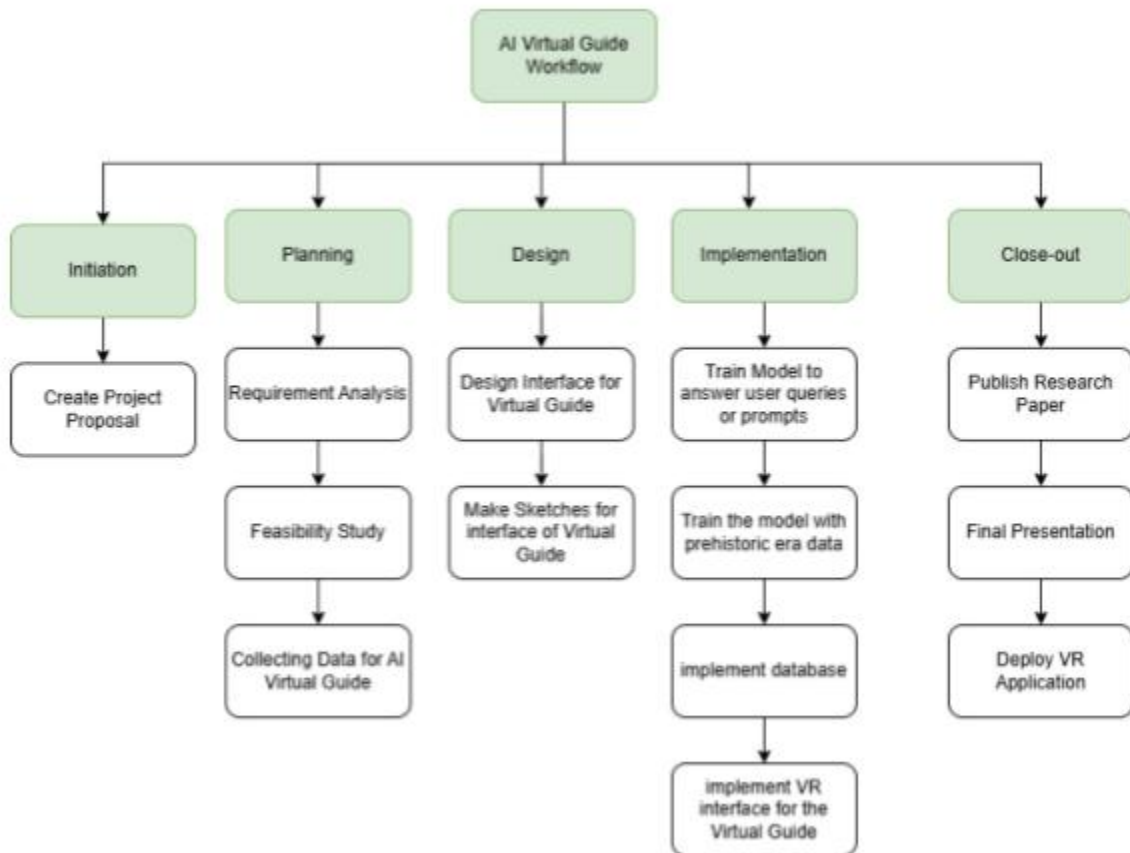 AI Virtual Guide
Workflow
Initiation
Planning
Design
Implementation
Close-out
Create Project
Proposal
Requirement Analysis
Feasibility Study
Collecting Data for AI
Virtual Guide
Design Interface for
Virtual Guide
Make Sketches for
interface of Virtual
Guide
Train Model to
answer user queries
or prompts
Train the model with
prehistoric era data
implement database
implement VR
interface for the
Virtual Guide
Publish Research
Paper
Final Presentation
Deploy VR
Application